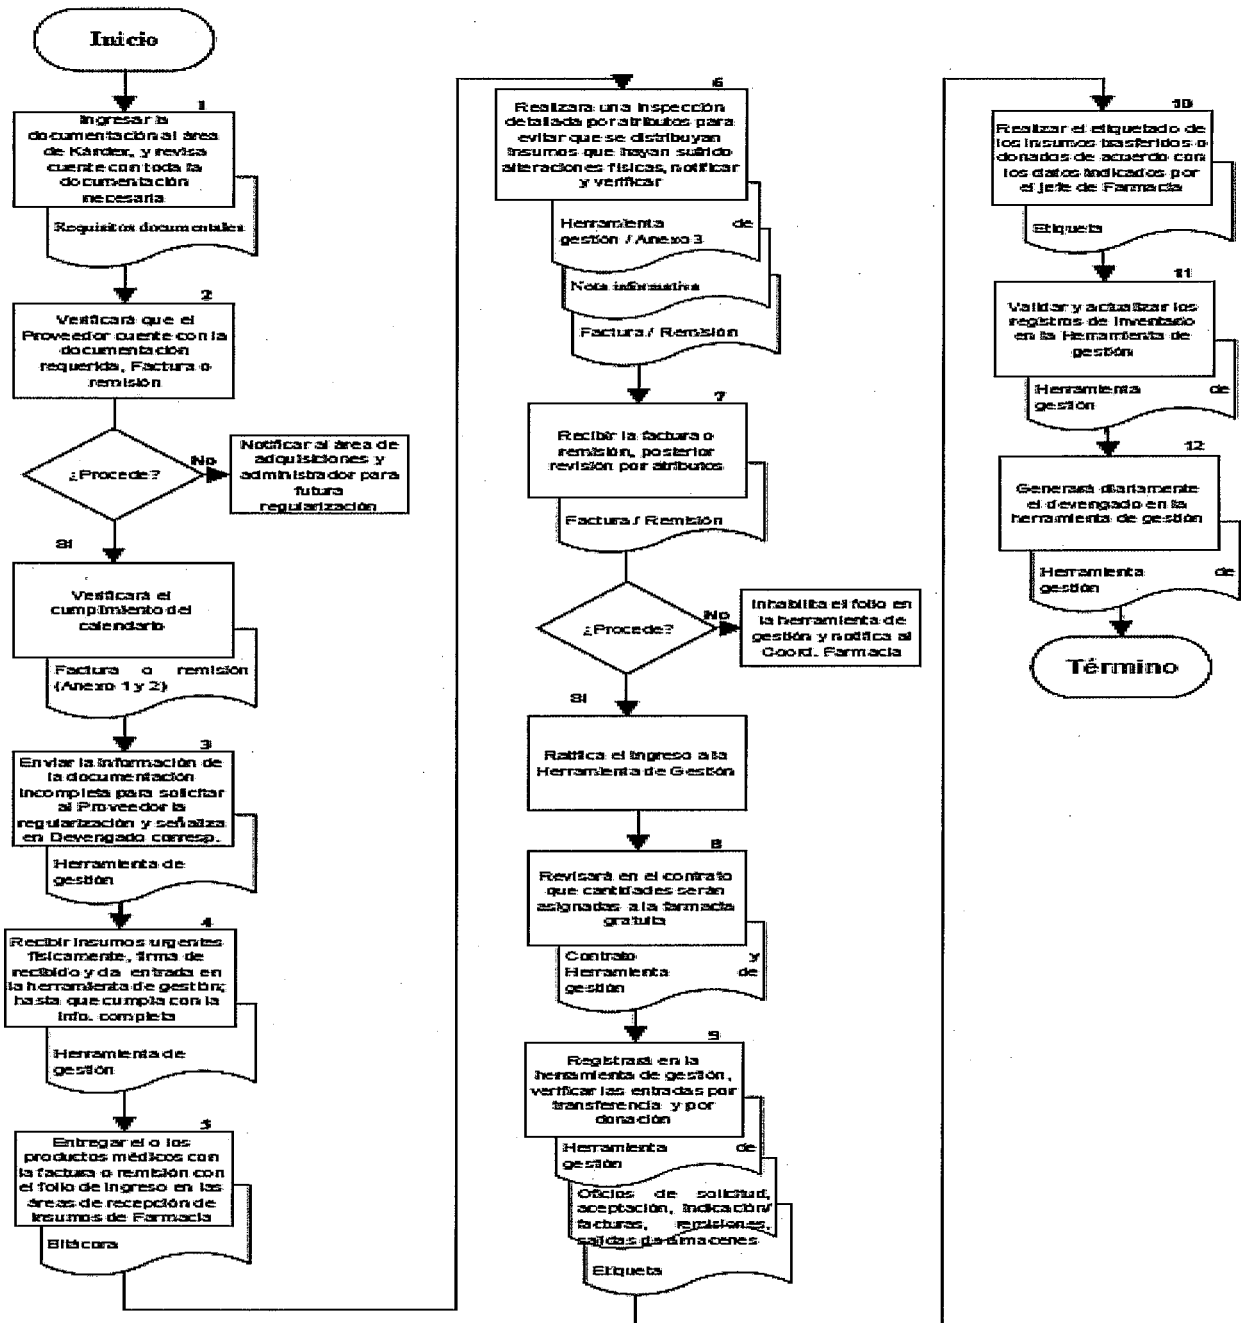 Inicio
1
Ingresar la
documentación al área
de Kárdex, y revisa
cuente con toda la
documentación
necesaria
Requisitos documentales
2
Verificará que el
Proveedor cuente con la
documentación
requerida, Factura o
remisión
¿Procede?
No
Notificar al área de
adquisiciones y
administrador para
futura
regularización
SI
Verificará el
cumplimiento del
calendario
Factura o remisión
(Anexo 1 y 2)
3
Enviar la información de
la documentación
incompleta para solicitar
al Proveedor la
regularización y señaliza
en Devengado corresp.
Herramienta de
gestión
4
Recibir insumos urgentes
físicamente, firma de
recibido y da entrada en
la herramienta de gestión;
hasta que cumpla con la
info. completa
Herramienta de
gestión
5
Entregar el o los
productos médicos con
la factura o remisión con
el folio de ingreso en las
áreas de recepción de
insumos de Farmacia
Bitácora
6
Realizara una inspección
detallada por atributos para
evitar que se distribuyan
insumos que hayan sufrido
alteraciones físicas, notificar
y verificar
Herramienta de
gestión / Anexo 3
Nota informativa
Factura / Remisión
7
Recibir la factura o
remisión, posterior
revisión por atributos
Factura / Remisión
¿Procede?
No
Inhabilita el folio en
la herramienta de
gestión y notifica al
Coord. Farmacia
SI
Ratifica el ingreso a la
Herramienta de Gestión
8
Revisará en el contrato
que cantidades serán
asignadas a la farmacia
gratuita
Contrato y
Herramienta de
gestión
9
Registrará en la
herramienta de gestión,
verificar las entradas por
transferencia y por
donación
Herramienta de
gestión
Oficios de solicitud,
aceptación, indicación/
facturas, remisiones,
salidas de almacenes
Etiqueta
10
Realizar el etiquetado de
los insumos trasferidos o
donados de acuerdo con
los datos indicados por
el jefe de Farmacia
Etiqueta
11
Validar y actualizar los
registros de inventario
en la Herramienta de
gestión
Herramienta de
gestión
12
Generará diariamente
el devengado en la
herramienta de gestión
Herramienta de
gestión
Término